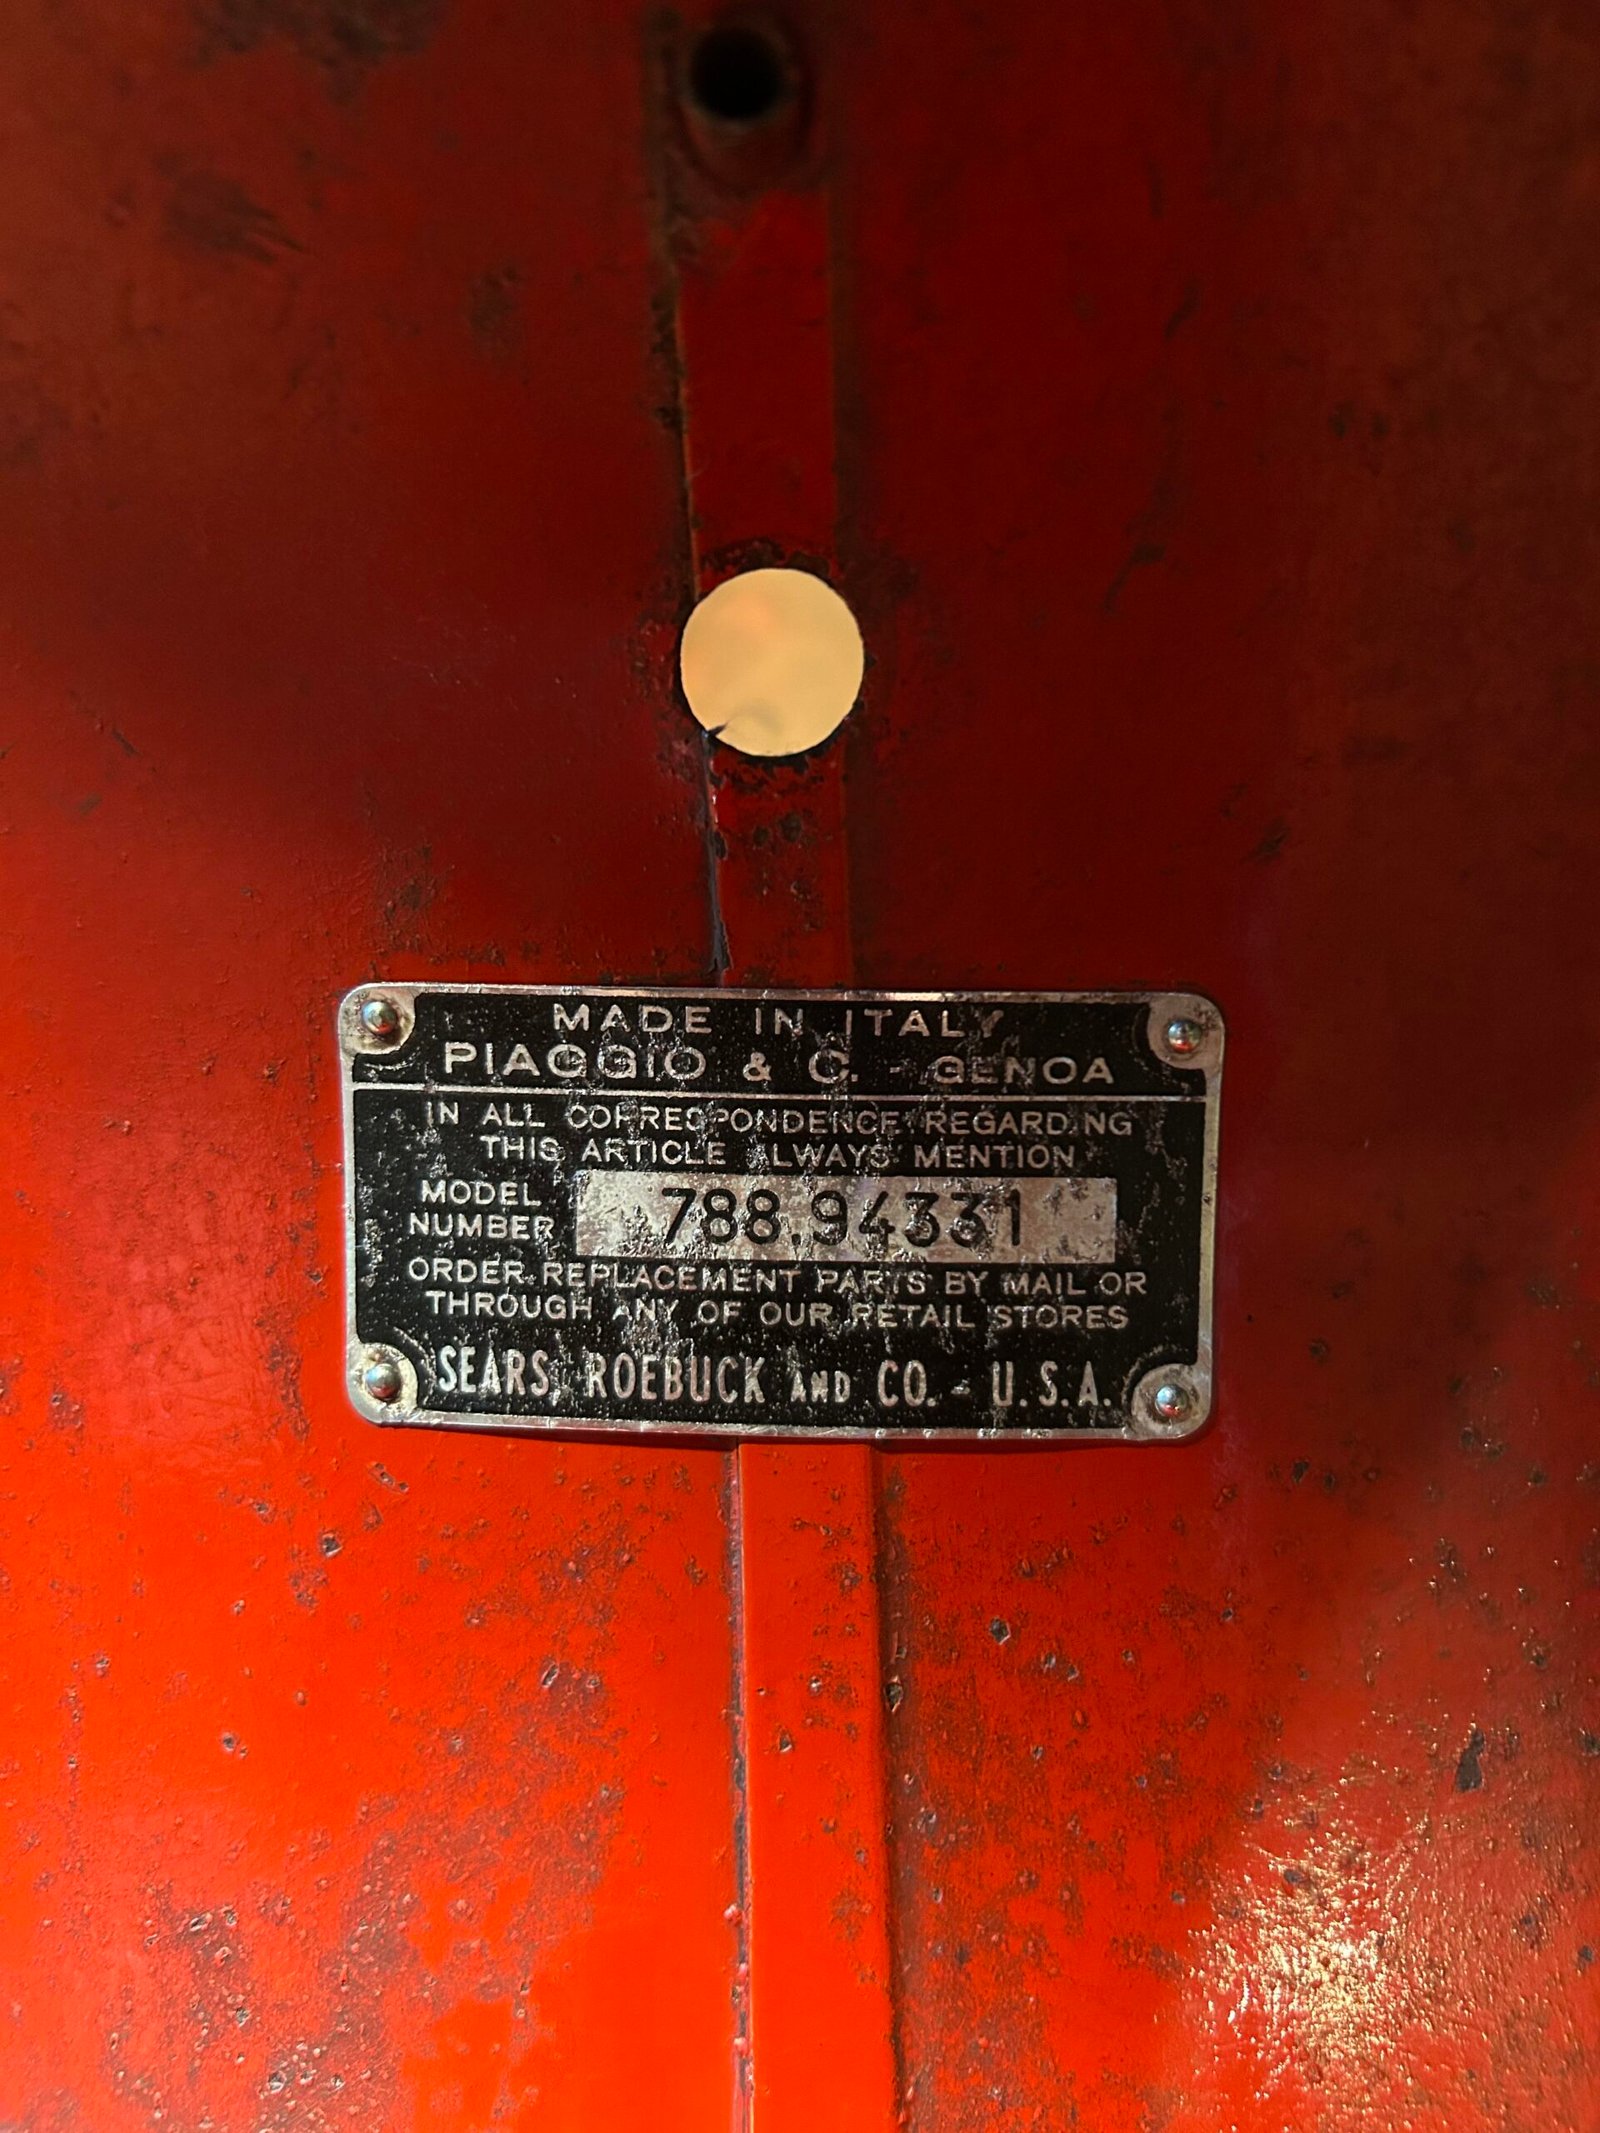 MADE IN ITALY
PIAGGIO & C. - GENOA
IN ALL CORRESPONDENCE REGARDING
THIS ARTICLE ALWAYS MENTION
MODEL
NUMBER
788.94331
ORDER REPLACEMENT PARTS BY MAIL OR
THROUGH ANY OF OUR RETAIL STORES
SEARS, ROEBUCK AND CO. - U.S.A.